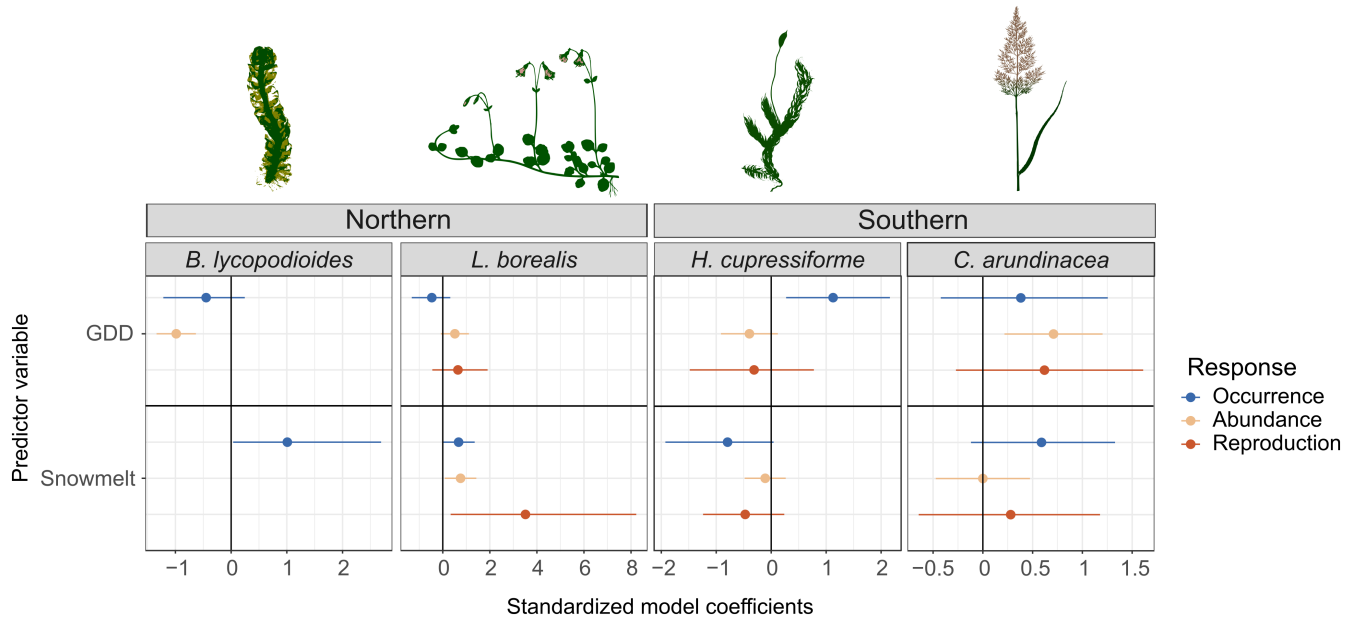 Northern
Southern
B. lycopodioides
L. borealis
H. cupressiforme
C. arundinacea
Predictor variable
GDD
Snowmelt
−1 0 1 2
0 2 4 6 8
−2 −1 0 1 2
−0.5 0 0.5 1 1.5
Standardized model coefficients
Response
Occurrence
Abundance
Reproduction